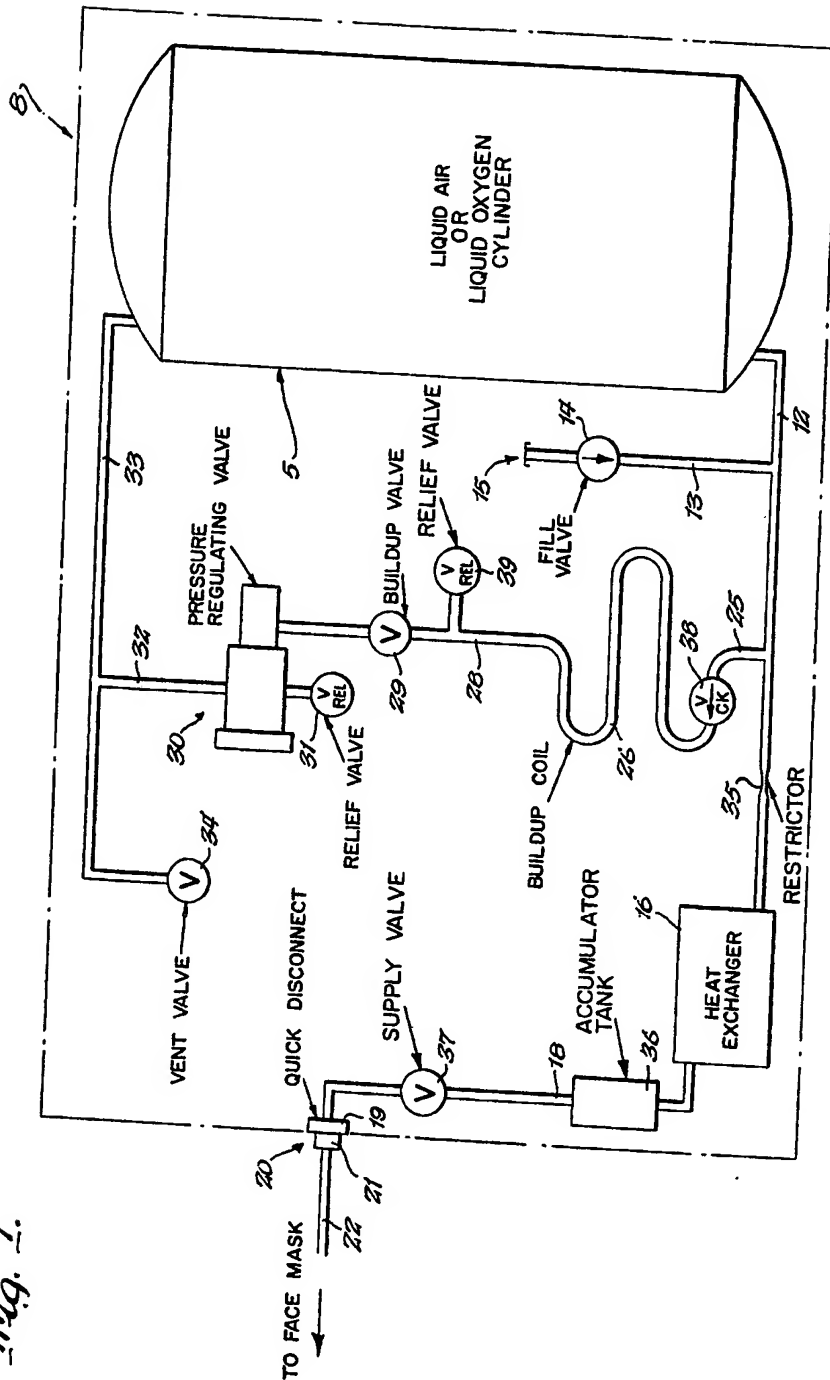 Fig. 1.
8
33
32
PRESSURE
REGULATING VALVE
30
31
V
REL
RELIEF VALVE
V
34
VENT VALVE
5
LIQUID AIR
OR
LIQUID OXYGEN
CYLINDER
BUILDUP VALVE
V
29
RELIEF VALVE
V
REL
39
28
BUILDUP COIL
26
15
14
FILL
VALVE
13
12
25
38
V
CK
35
RESTRICTOR
QUICK DISCONNECT
19
20
21
22
TO FACE MASK
SUPPLY VALVE
V
37
18
ACCUMULATOR
TANK
36
16
HEAT
EXCHANGER